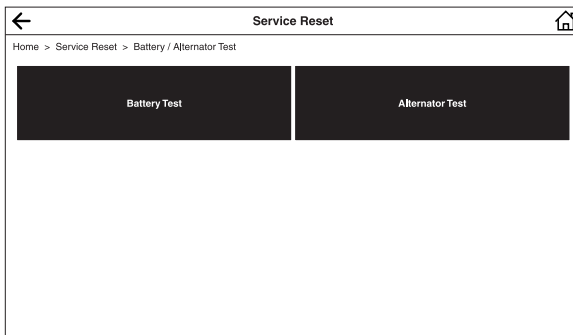 Service Reset
Home > Service Reset > Battery / Alternator Test
Battery Test
Alternator Test